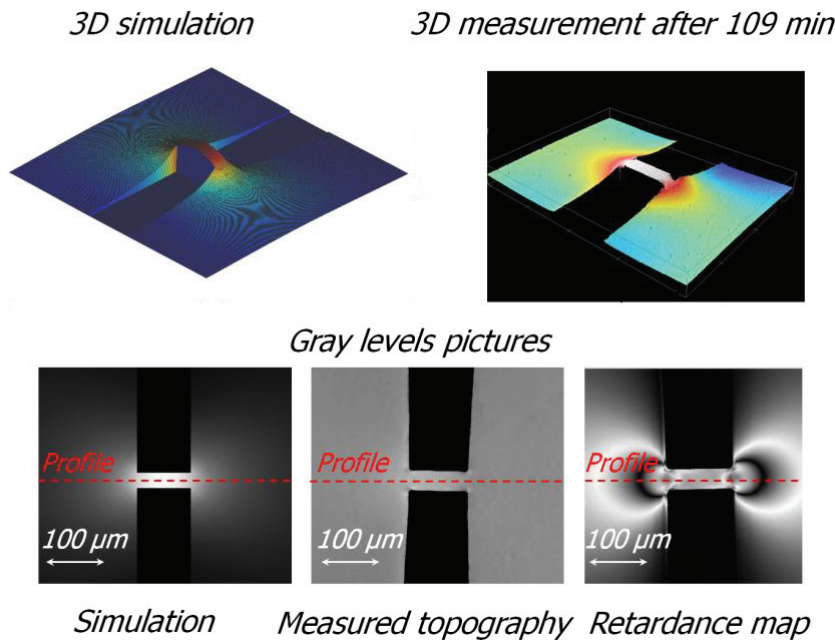 3D simulation
3D measurement after 109 min
Gray levels pictures
Profile
Profile
Profile
100 µm
100 µm
100 µm
Simulation
Measured topography
Retardance map